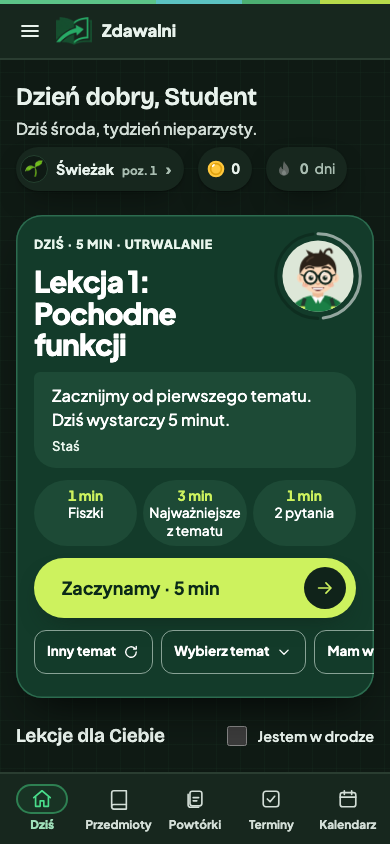 Zdawalni
Dzień dobry, Student
Dziś środa, tydzień nieparzysty.
Świeżak poz. 1 ›
0
0 dni
DZIŚ · 5 MIN · UTRWALANIE
Lekcja 1:
Pochodne
funkcji
Zacznijmy od pierwszego tematu.
Dziś wystarczy 5 minut.
Staś
1 min
Fiszki
3 min
Najważniejsze
z tematu
1 min
2 pytania
Zaczynamy · 5 min
Inny temat
Wybierz temat
Mam w
Lekcje dla Ciebie
Jestem w drodze
Dziś
Przedmioty
Powtórki
Terminy
Kalendarz